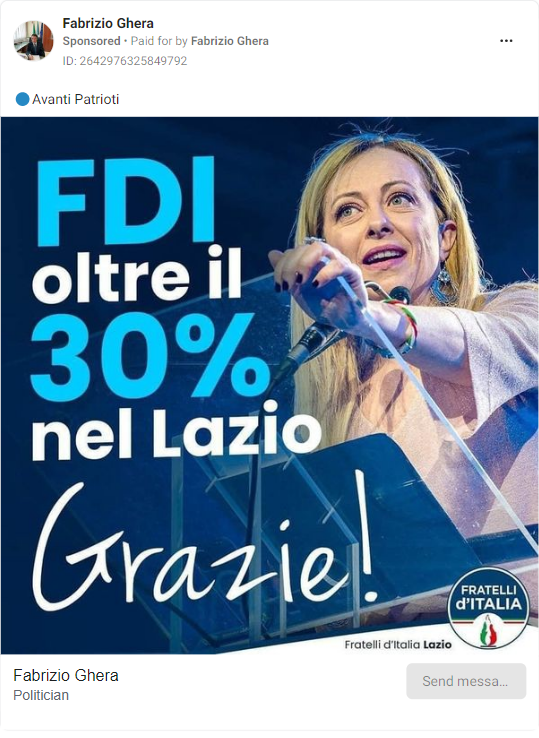 Fabrizio Ghera
Sponsored • Paid for by Fabrizio Ghera
ID: 2642976325849792
Avanti Patrioti
FDI
oltre il
30%
nel Lazio
Grazie!
FRATELLI
d'ITALIA
Fratelli d'Italia Lazio
Fabrizio Ghera
Politician
Send messa...